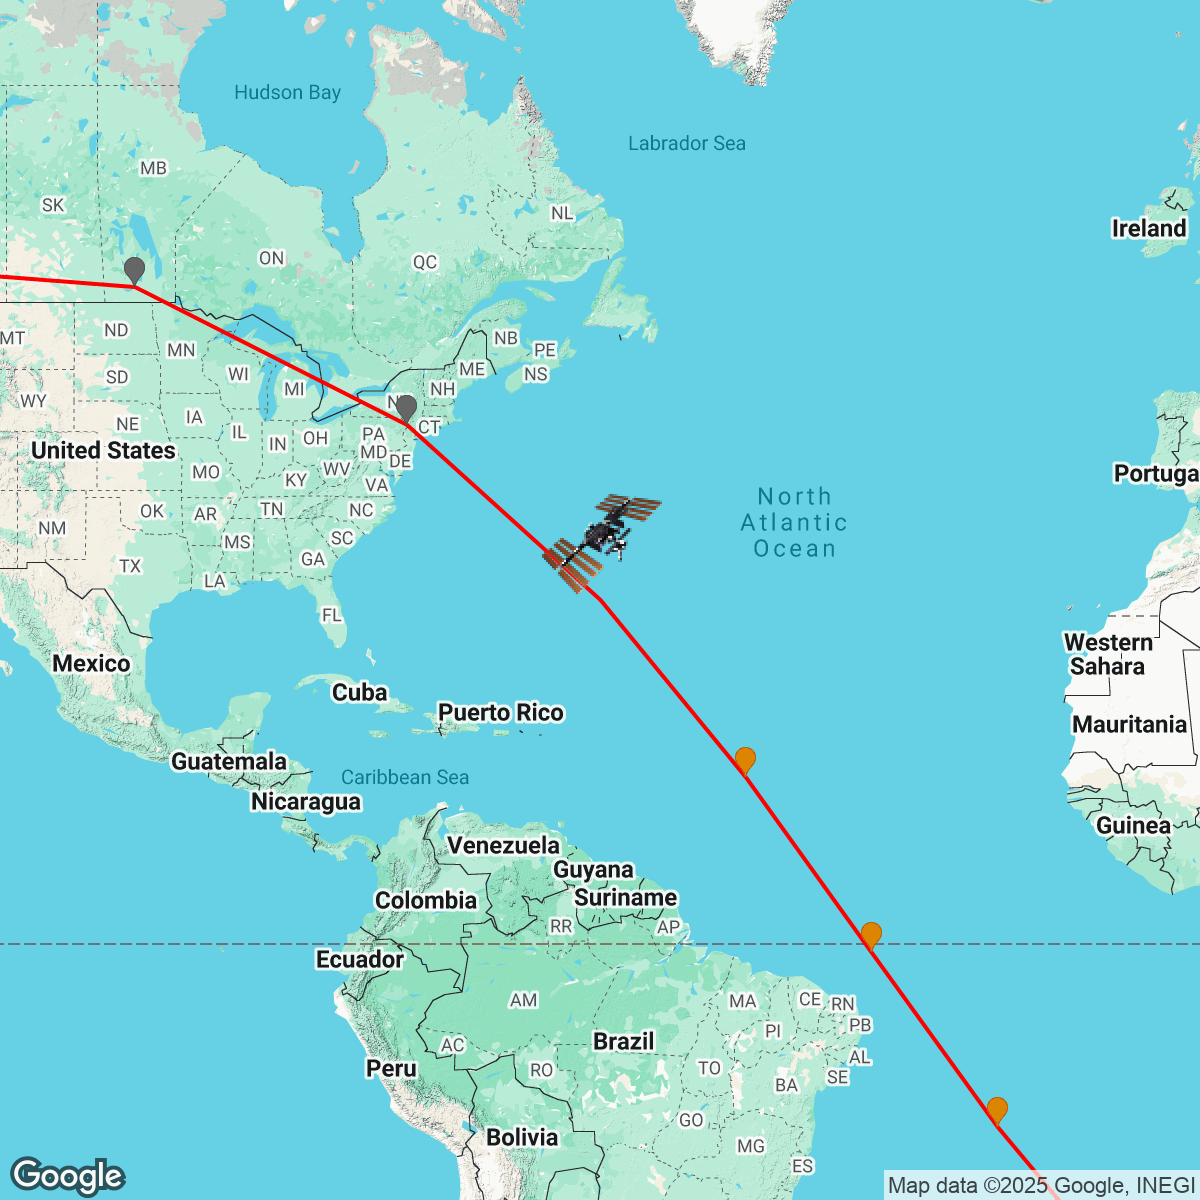 Hudson Bay
Labrador Sea
MB
SK
NL
Ireland
ON
QC
MT
ND
MN
NB
PE
NS
ME
SD
WI
MI
NH
WY
NE
IA
IL
IN
OH
PA
CT
MD
DE
United States
MO
KY
WV
VA
Portuga
North
Atlantic
Ocean
NM
OK
AR
TN
NC
SC
MS
GA
TX
LA
FL
Western
Sahara
Mexico
Cuba
Puerto Rico
Mauritania
Guatemala
Caribbean Sea
Nicaragua
Guinea
Venezuela
Guyana
Suriname
Colombia
RR
AP
Ecuador
AM
MA
CE
RN
PB
PI
Brazil
AC
RO
TO
AL
SE
BA
Peru
GO
MG
Bolivia
ES
Google
Map data ©2025 Google, INEGI